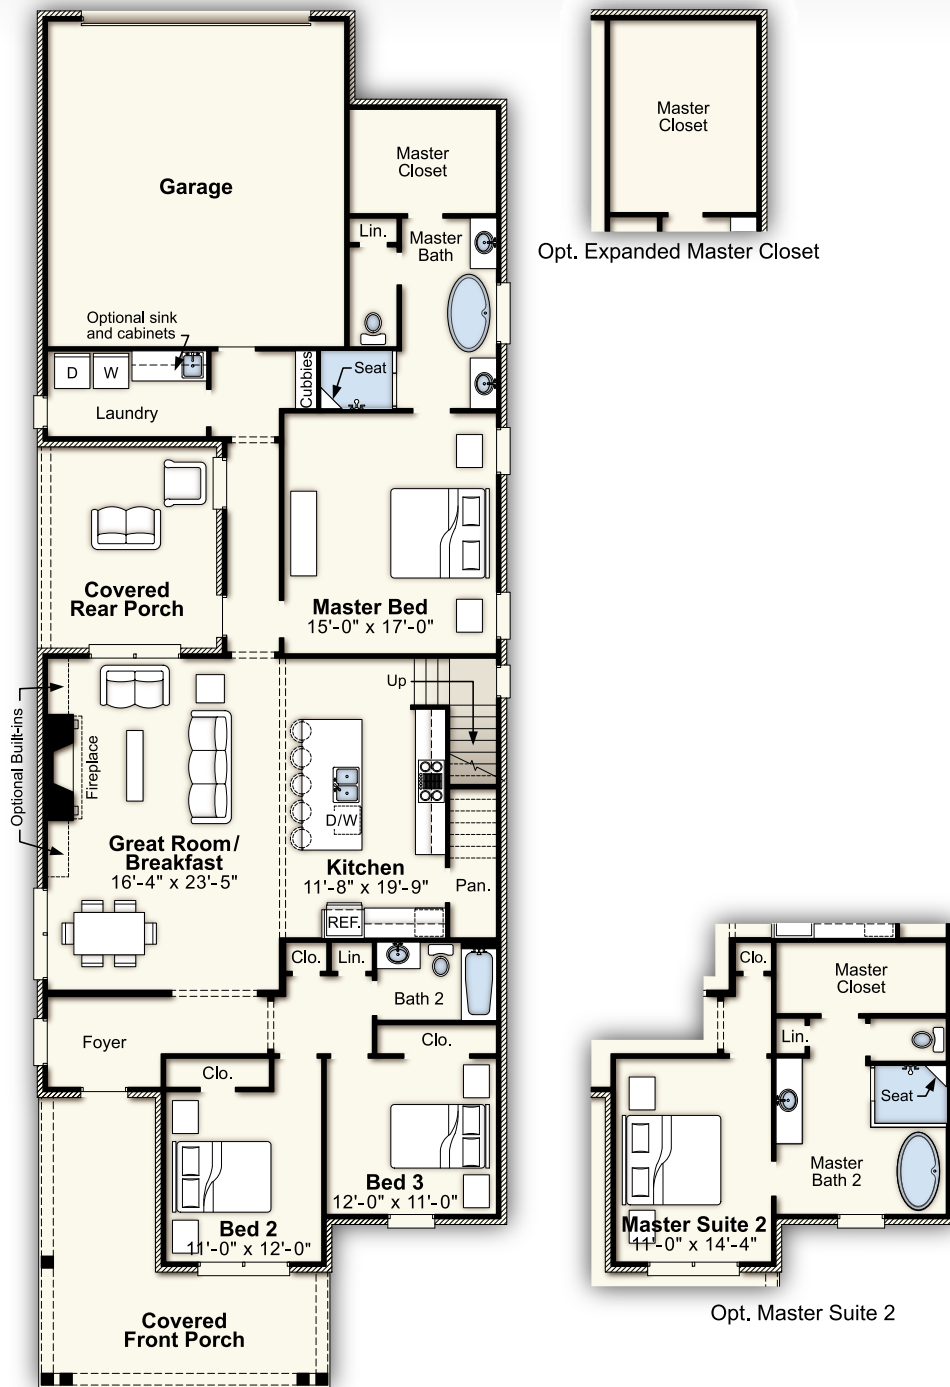 Master
Closet
Master
Closet
Garage
Lin.
Master
Bath
Opt. Expanded Master Closet
Optional sink
and cabinets
D
W
Cubbies
Seat
Laundry
Covered
Rear Porch
Master Bed
15'-0" x 17'-0"
Up
Optional Built-ins
Fireplace
D/W
Great Room/
Breakfast
16'-4" x 23'-5"
Kitchen
11'-8" x 19'-9"
Pan.
REF.
Clo.
Lin.
Bath 2
Foyer
Clo.
Clo.
Bed 3
12'-0" x 11'-0"
Bed 2
11'-0" x 12'-0"
Covered
Front Porch
Clo.
Master
Closet
Lin.
Seat
Master
Bath 2
Master Suite 2
11'-0" x 14'-4"
Opt. Master Suite 2